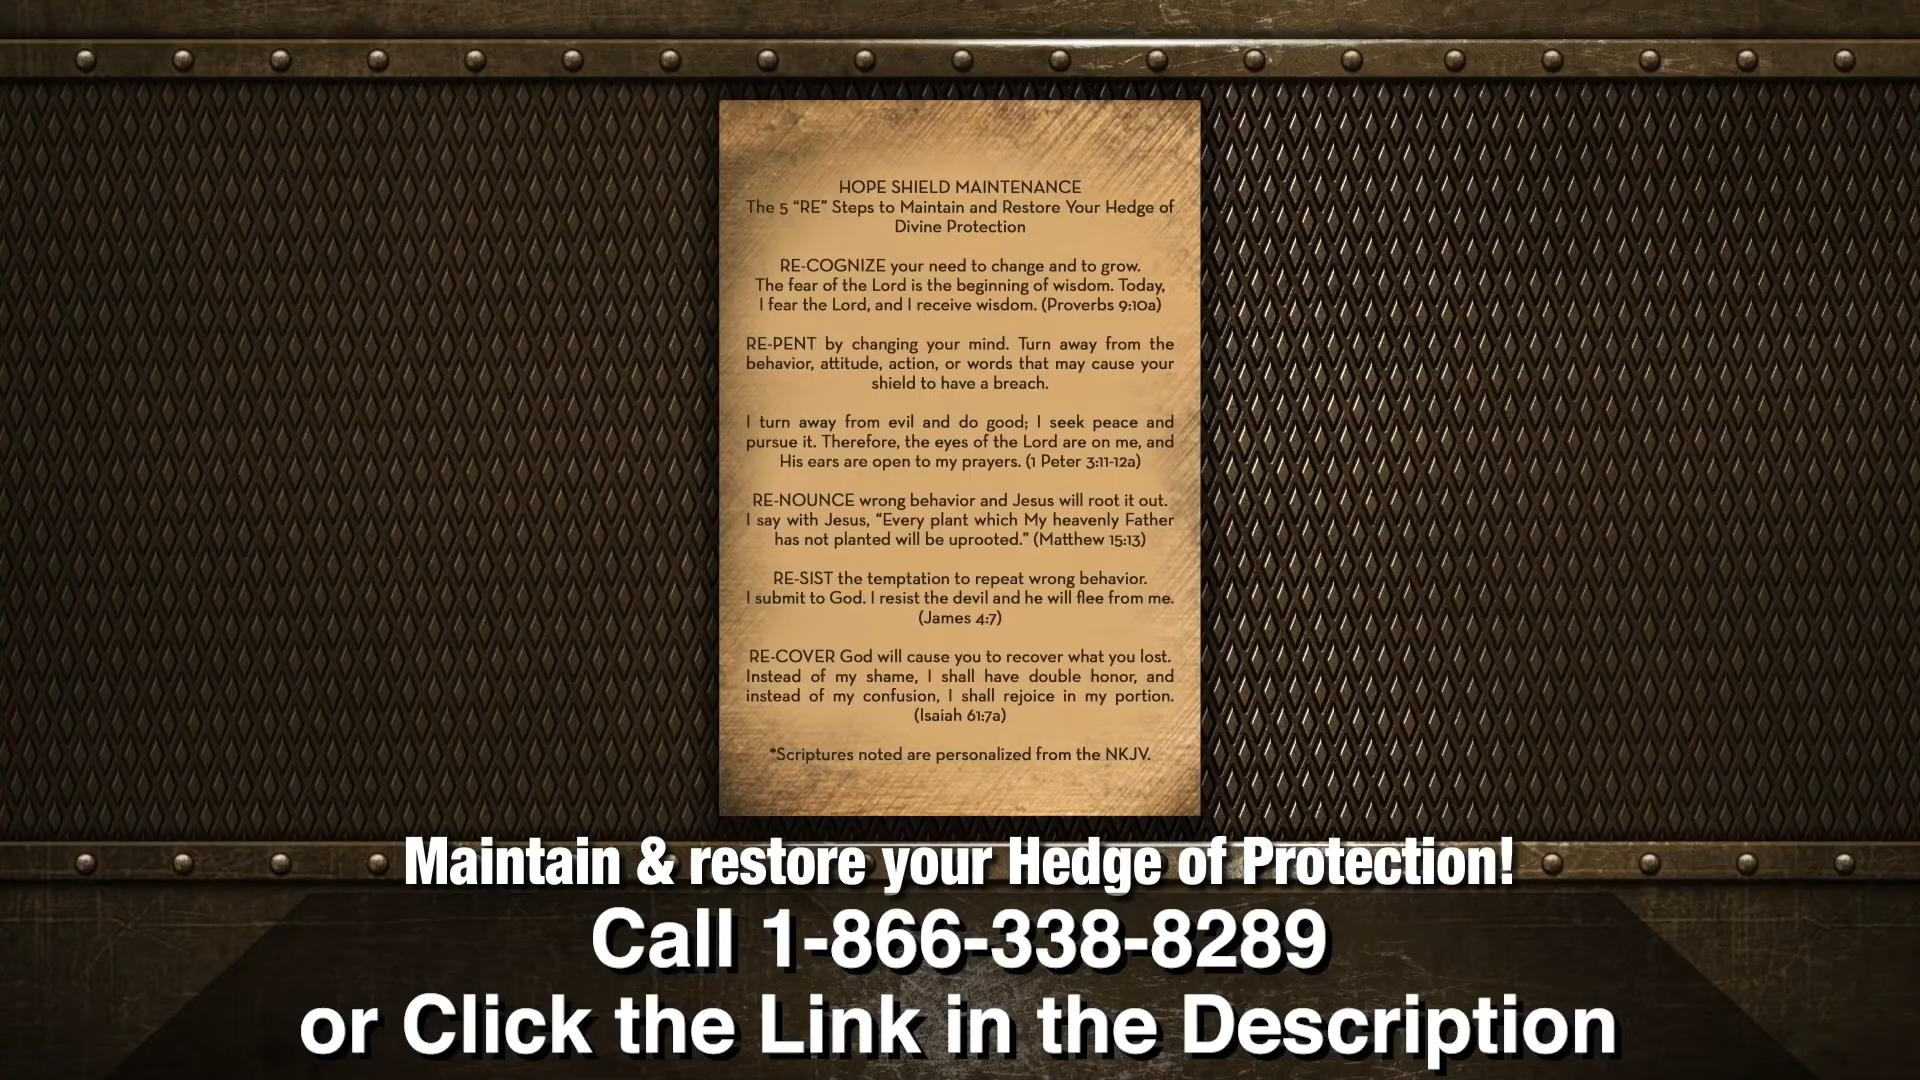 HOPE SHIELD MAINTENANCE
The 5 “RE” Steps to Maintain and Restore Your Hedge of
Divine Protection
RE-COGNIZE your need to change and to grow.
The fear of the Lord is the beginning of wisdom. Today,
I fear the Lord, and I receive wisdom. (Proverbs 9:10a)
RE-PENT by changing your mind. Turn away from the
behavior, attitude, action, or words that may cause your
shield to have a breach.
I turn away from evil and do good; I seek peace and
pursue it. Therefore, the eyes of the Lord are on me, and
His ears are open to my prayers. (1 Peter 3:11-12a)
RE-NOUNCE wrong behavior and Jesus will root it out.
I say with Jesus, “Every plant which My heavenly Father
has not planted will be uprooted.” (Matthew 15:13)
RE-SIST the temptation to repeat wrong behavior.
I submit to God. I resist the devil and he will flee from me.
(James 4:7)
RE-COVER God will cause you to recover what you lost.
Instead of my shame, I shall have double honor, and
instead of my confusion, I shall rejoice in my portion.
(Isaiah 61:7a)
*Scriptures noted are personalized from the NKJV.
Maintain & restore your Hedge of Protection!
Call 1-866-338-8289
or Click the Link in the Description